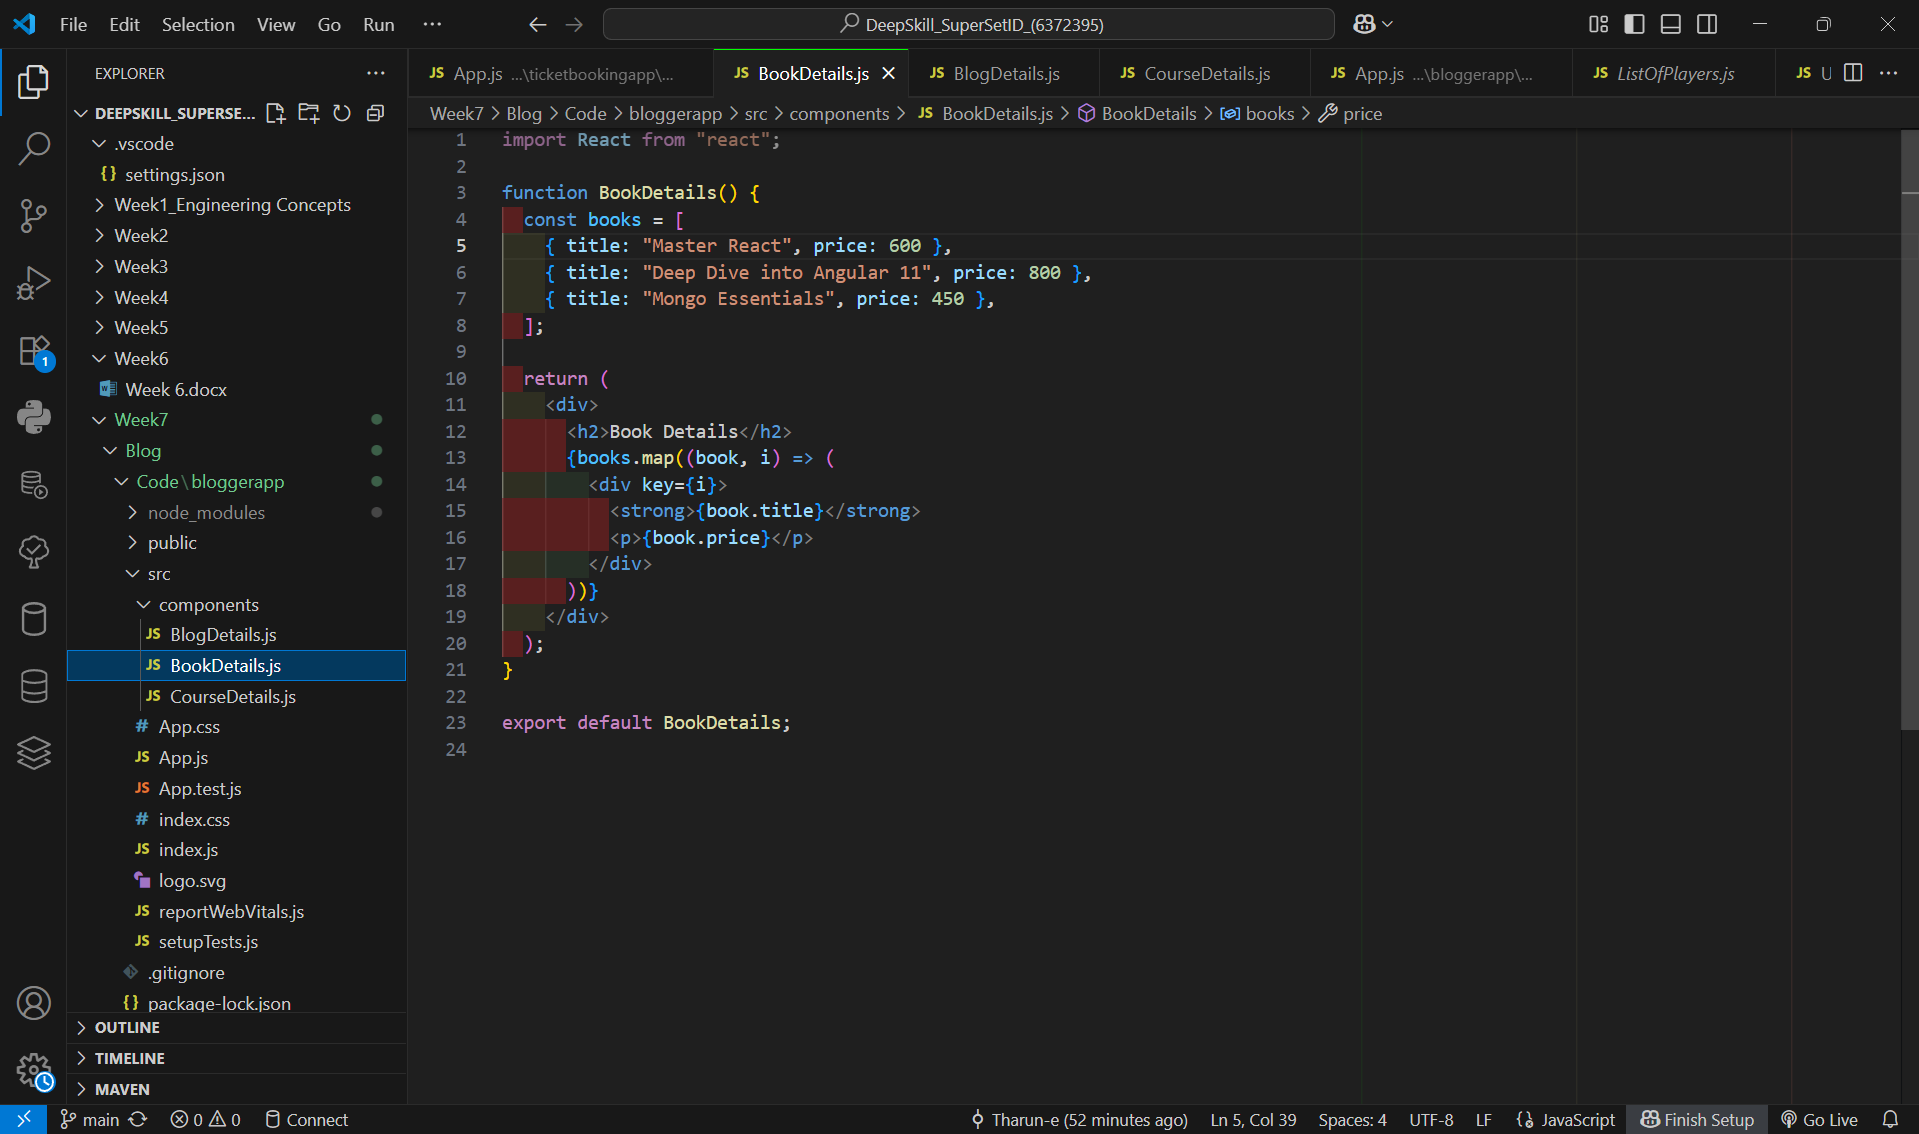 File Edit Selection View Go Run ··· DeepSkill_SuperSetID_(6372395)
EXPLORER ···
DEEPSKILL_SUPERSE...
.vscode
{} settings.json
Week1_Engineering Concepts
Week2
Week3
Week4
Week5
Week6
Week 6.docx
Week7
Blog
Code\bloggerapp
node_modules
public
src
components
JS BlogDetails.js
JS BookDetails.js
JS CourseDetails.js
# App.css
JS App.js
JS App.test.js
# index.css
JS index.js
logo.svg
JS reportWebVitals.js
JS setupTests.js
.gitignore
{} package-lock.json
OUTLINE
TIMELINE
MAVEN
JS App.js ...\ticketbookingapp\... JS BookDetails.js JS BlogDetails.js JS CourseDetails.js JS App.js ...\bloggerapp\... JS ListOfPlayers.js JS U ···
Week7 > Blog > Code > bloggerapp > src > components > JS BookDetails.js > BookDetails > books > price
1 import React from "react";
2
3 function BookDetails() {
4 const books = [
5 { title: "Master React", price: 600 },
6 { title: "Deep Dive into Angular 11", price: 800 },
7 { title: "Mongo Essentials", price: 450 },
8 ];
9
10 return (
11 <div>
12 <h2>Book Details</h2>
13 {books.map((book, i) => (
14 <div key={i}>
15 <strong>{book.title}</strong>
16 <p>{book.price}</p>
17 </div>
18 ))}
19 </div>
20 );
21 }
22
23 export default BookDetails;
24
1
main 0 0 Connect Tharun-e (52 minutes ago) Ln 5, Col 39 Spaces: 4 UTF-8 LF {} JavaScript Finish Setup Go Live